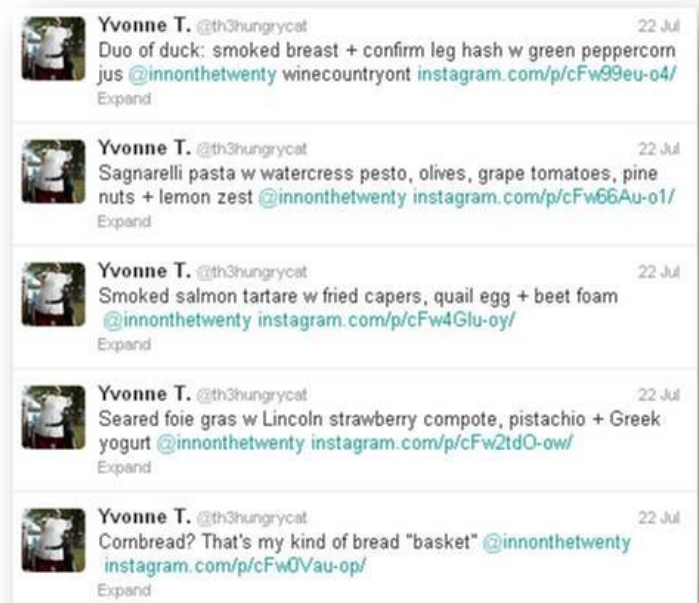 Yvonne T. @th3hungrycat 22 Jul
Duo of duck: smoked breast + confirm leg hash w green peppercorn
jus @innonthetwenty winecountryont instagram.com/p/cFw99eu-o4/
Expand
Yvonne T. @th3hungrycat 22 Jul
Sagnarelli pasta w watercress pesto, olives, grape tomatoes, pine
nuts + lemon zest @innonthetwenty instagram.com/p/cFw66Au-o1/
Expand
Yvonne T. @th3hungrycat 22 Jul
Smoked salmon tartare w fried capers, quail egg + beet foam
@innonthetwenty instagram.com/p/cFw4Glu-oy/
Expand
Yvonne T. @th3hungrycat 22 Jul
Seared foie gras w Lincoln strawberry compote, pistachio + Greek
yogurt @innonthetwenty instagram.com/p/cFw2tdO-ow/
Expand
Yvonne T. @th3hungrycat 22 Jul
Cornbread? That's my kind of bread "basket" @innonthetwenty
instagram.com/p/cFw0Vau-op/
Expand